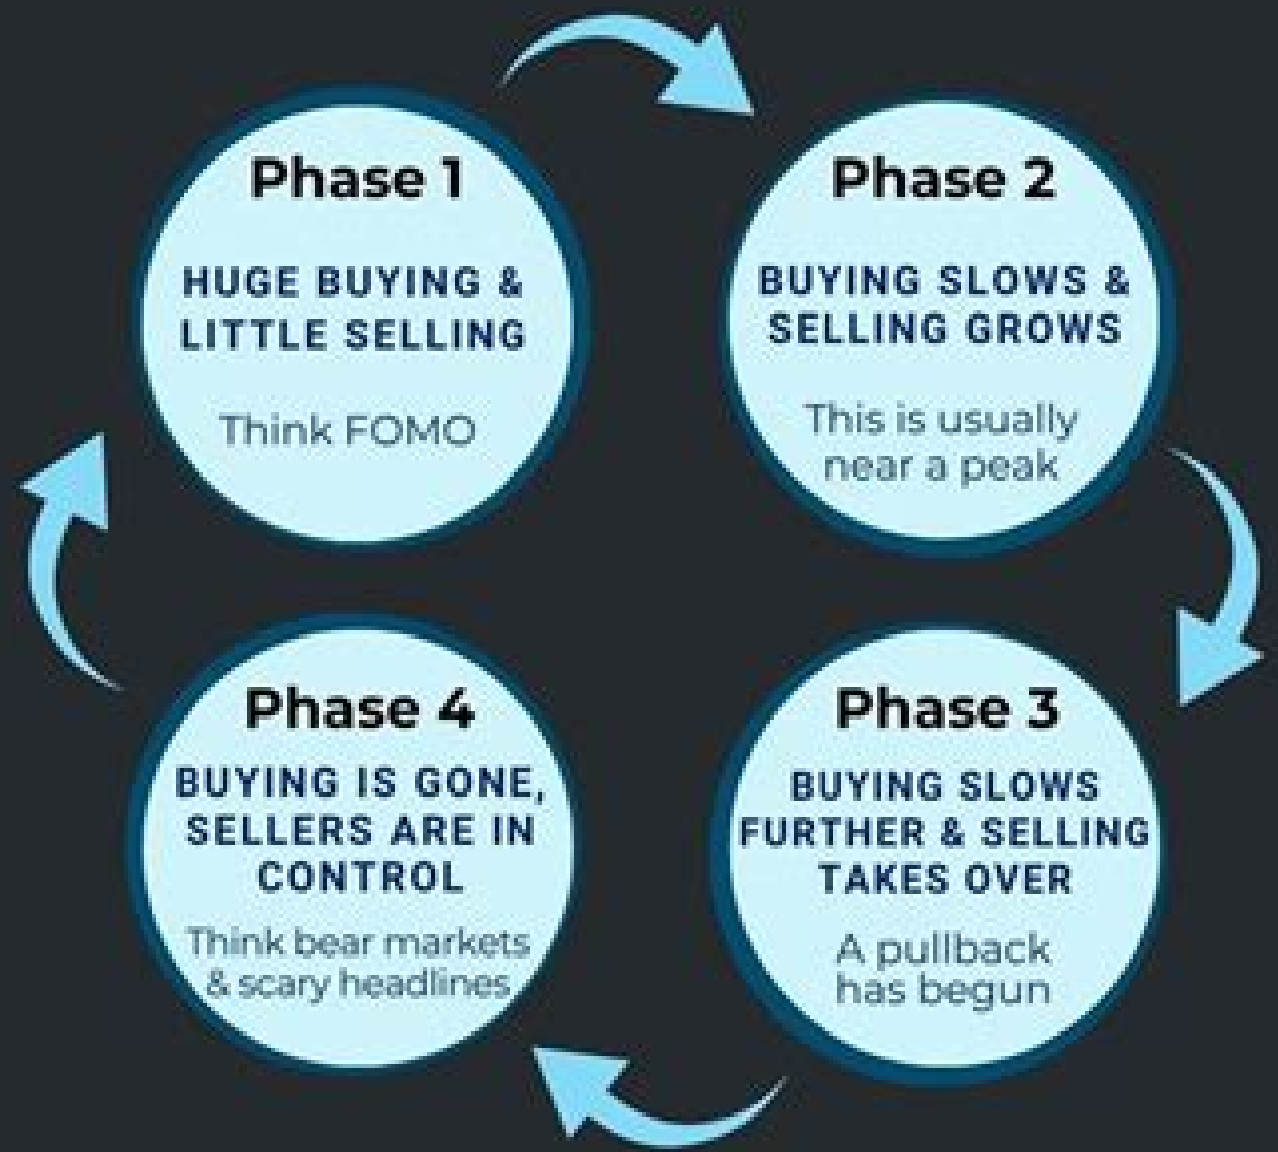 Phase 1
HUGE BUYING &
LITTLE SELLING
Think FOMO
Phase 2
BUYING SLOWS &
SELLING GROWS
This is usually
near a peak
Phase 3
BUYING SLOWS
FURTHER & SELLING
TAKES OVER
A pullback
has begun
Phase 4
BUYING IS GONE,
SELLERS ARE IN
CONTROL
Think bear markets
& scary headlines